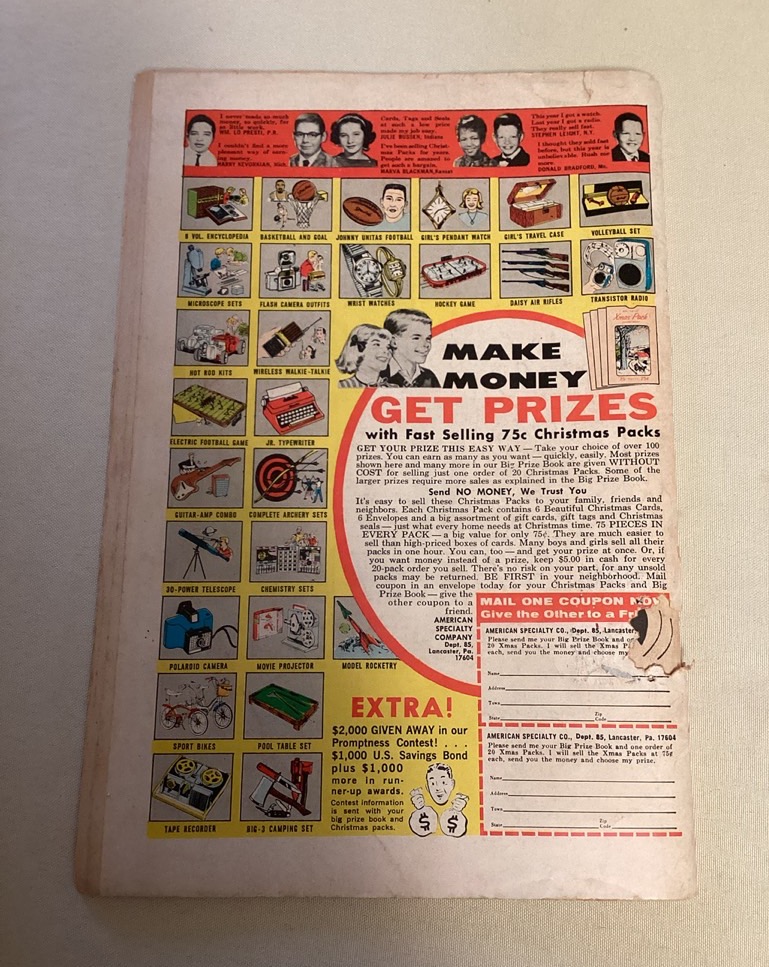 I never made so much
money, so quickly, for
so little work.
WM. LO PRESTI, P.R.
I couldn't find a more
pleasant way of earn-
ing money.
HARRY KEVORKIAN, Mich.
Cards, Tags and Seals
at such a low price
made my job easy.
JULIE BUSSEN, Indiana
I've been selling Christ-
mas Packs for years.
People are amazed to
get such a bargain.
MARVA BLACKMAN, Kansas
This year I got a watch.
Last year I got a radio.
They really sell fast.
STEPHEN LEIGHT, N.Y.
I thought they sold fast
before, but this year is
unbelievable. Rush me
more.
DONALD BRADFORD, Mo.
8 VOL. ENCYCLOPEDIA
BASKETBALL AND GOAL
JOHNNY UNITAS FOOTBALL
GIRL'S PENDANT WATCH
GIRL'S TRAVEL CASE
VOLLEYBALL SET
MICROSCOPE SETS
FLASH CAMERA OUTFITS
WRIST WATCHES
HOCKEY GAME
DAISY AIR RIFLES
TRANSISTOR RADIO
HOT ROD KITS
WIRELESS WALKIE-TALKIE
Xmas Pack
ELECTRIC FOOTBALL GAME
JR. TYPEWRITER
GUITAR-AMP COMBO
COMPLETE ARCHERY SETS
30-POWER TELESCOPE
CHEMISTRY SETS
POLAROID CAMERA
MOVIE PROJECTOR
MODEL ROCKETRY
SPORT BIKES
POOL TABLE SET
TAPE RECORDER
BIG-3 CAMPING SET
MAKE
MONEY
GET PRIZES
with Fast Selling 75c Christmas Packs
GET YOUR PRIZE THIS EASY WAY — Take your choice of over 100
prizes. You can earn as many as you want — quickly, easily. Most prizes
shown here and many more in our Big Prize Book are given WITHOUT
COST for selling just one order of 20 Christmas Packs. Some of the
larger prizes require more sales as explained in the Big Prize Book.
Send NO MONEY, We Trust You
It's easy to sell these Christmas Packs to your family, friends and
neighbors. Each Christmas Pack contains 6 Beautiful Christmas Cards,
6 Envelopes and a big assortment of gift cards, gift tags and Christmas
seals — just what every home needs at Christmas time. 75 PIECES IN
EVERY PACK — a big value for only 75¢. They are much easier to
sell than high-priced boxes of cards. Many boys and girls sell all their
packs in one hour. You can, too — and get your prize at once. Or, if
you want money instead of a prize, keep $5.00 in cash for every
20-pack order you sell. There's no risk on your part, for any unsold
packs may be returned. BE FIRST in your neighborhood. Mail
coupon in an envelope today for your Christmas Packs and Big
Prize Book — give the
other coupon to a
friend.
AMERICAN
SPECIALTY
COMPANY
Dept. 85,
Lancaster, Pa.
17604
EXTRA!
$2,000 GIVEN AWAY in our
Promptness Contest! . . .
$1,000 U.S. Savings Bond
plus $1,000
more in run-
ner-up awards.
Contest information
is sent with your
big prize book and
Christmas packs.
$ $
MAIL ONE COUPON NOW
Give the Other to a Fri
AMERICAN SPECIALTY CO., Dept. 85, Lancaster,
Please send me your Big Prize Book and or
20 Xmas Packs. I will sell the Xmas P
each, send you the money and choose my
Name
Address
Town
State Zip Code
AMERICAN SPECIALTY CO., Dept. 85, Lancaster, Pa. 17604
Please send me your Big Prize Book and one order of
20 Xmas Packs. I will sell the Xmas Packs at 75¢
each, send you the money and choose my prize.
Name
Address
Town
State Zip Code